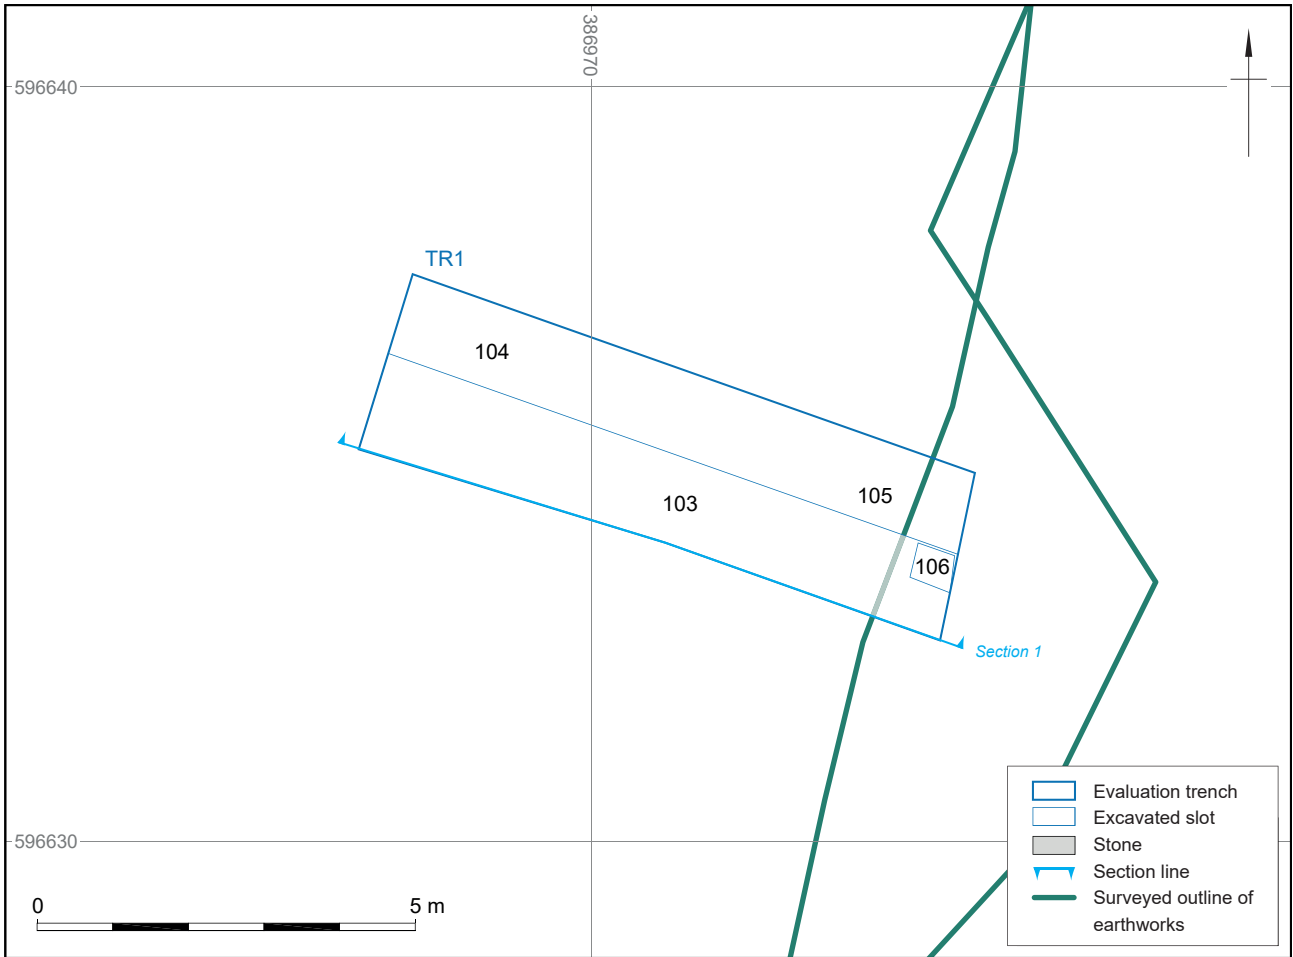 386970
596640
TR1
104
105
103
106
Section 1
596630
0 5 m
Evaluation trench
Excavated slot
Stone
Section line
Surveyed outline of
earthworks